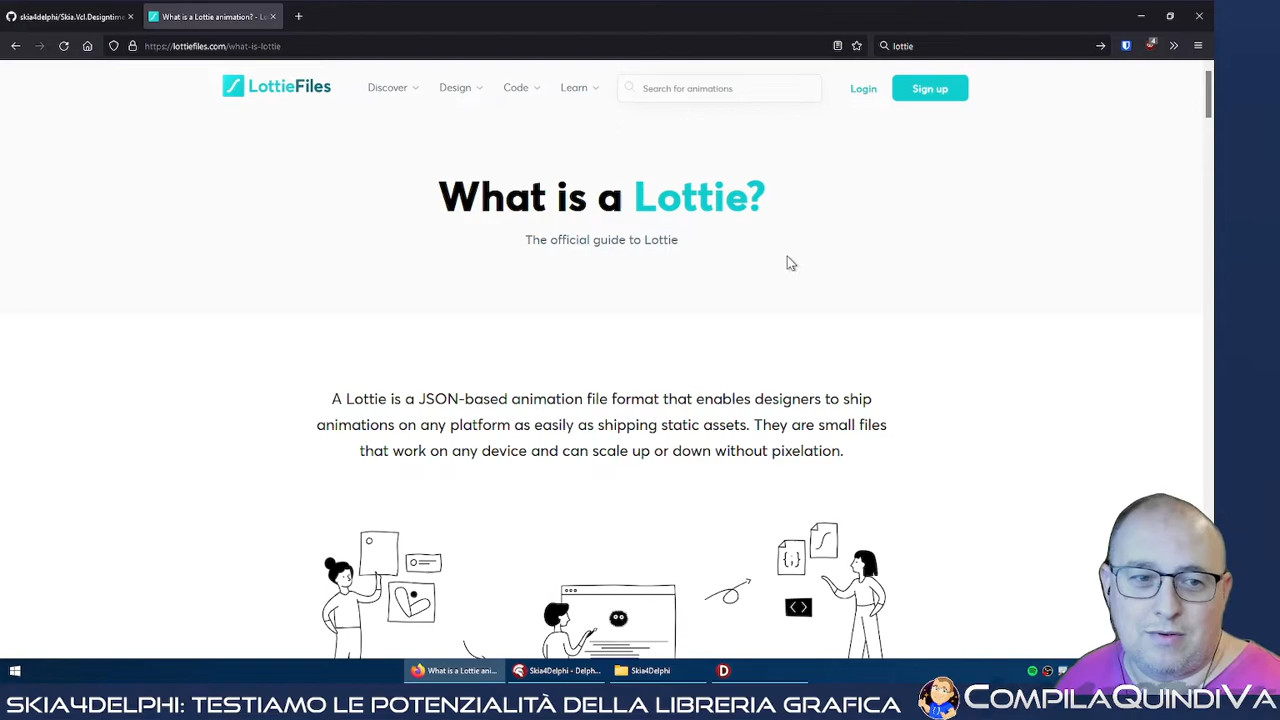 skia4delphi/Skia.Vcl.Designtime
What is a Lottie animation? - Lo
https://lottiefiles.com/what-is-lottie
lottie
4
LottieFiles
Discover
Design
Code
Learn
Search for animations
Login
Sign up
What is a Lottie?
The official guide to Lottie
A Lottie is a JSON-based animation file format that enables designers to ship
animations on any platform as easily as shipping static assets. They are small files
that work on any device and can scale up or down without pixelation.
What is a Lottie ani...
Skia4Delphi - Delph...
Skia4Delphi
D
SKIA4DELPHI: TESTIAMO LE POTENZIALITÀ DELLA LIBRERIA GRAFICA
COMPILAQUINDIVA